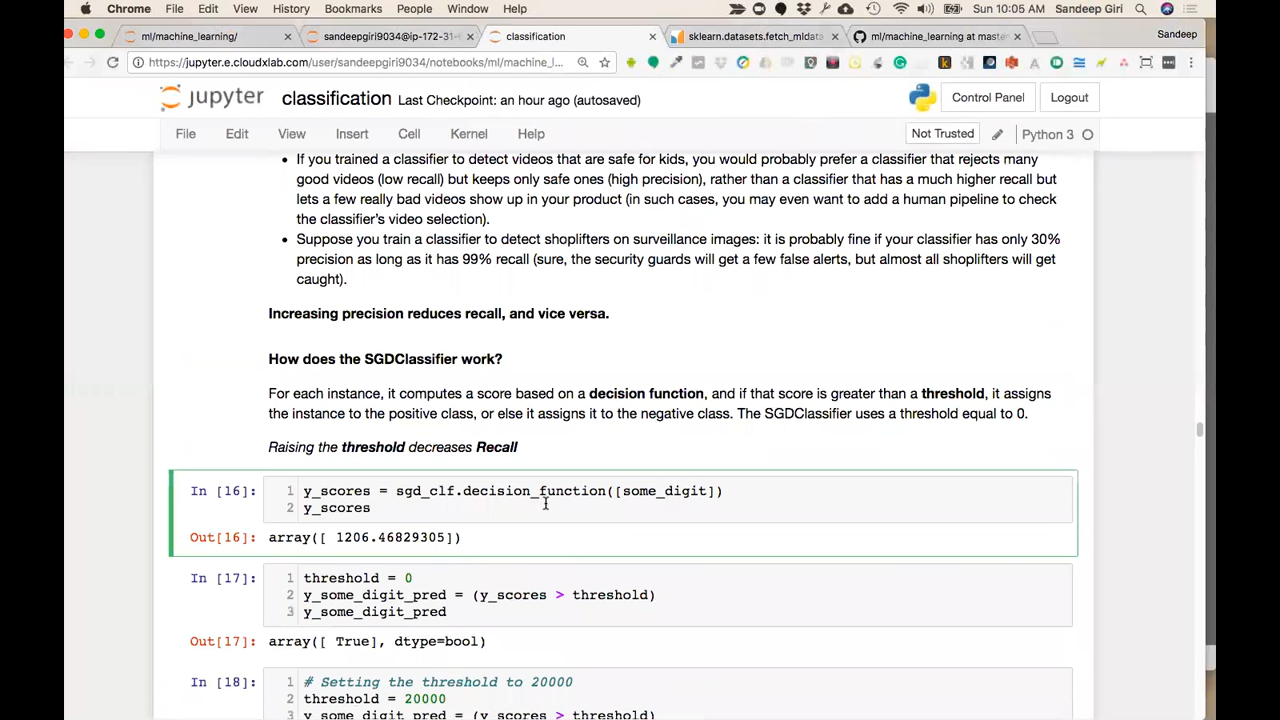 Chrome File Edit View History Bookmarks People Window Help Sun 10:05 AM Sandeep Giri
ml/machine_learning/ sandeepgiri9034@ip-172-31- classification sklearn.datasets.fetch_mldata ml/machine_learning at maste Sandeep
https://jupyter.e.cloudxlab.com/user/sandeepgiri9034/notebooks/ml/machine_l...
jupyter classification Last Checkpoint: an hour ago (autosaved) Control Panel Logout
File Edit View Insert Cell Kernel Help Not Trusted Python 3
• If you trained a classifier to detect videos that are safe for kids, you would probably prefer a classifier that rejects many
good videos (low recall) but keeps only safe ones (high precision), rather than a classifier that has a much higher recall but
lets a few really bad videos show up in your product (in such cases, you may even want to add a human pipeline to check
the classifier's video selection).
• Suppose you train a classifier to detect shoplifters on surveillance images: it is probably fine if your classifier has only 30%
precision as long as it has 99% recall (sure, the security guards will get a few false alerts, but almost all shoplifters will get
caught).
Increasing precision reduces recall, and vice versa.
How does the SGDClassifier work?
For each instance, it computes a score based on a decision function, and if that score is greater than a threshold, it assigns
the instance to the positive class, or else it assigns it to the negative class. The SGDClassifier uses a threshold equal to 0.
Raising the threshold decreases Recall
In [16]: 1 y_scores = sgd_clf.decision_function([some_digit])
2 y_scores
Out[16]: array([ 1206.46829305])
In [17]: 1 threshold = 0
2 y_some_digit_pred = (y_scores > threshold)
3 y_some_digit_pred
Out[17]: array([ True], dtype=bool)
In [18]: 1 # Setting the threshold to 20000
2 threshold = 20000
3 y_some_digit_pred = (y_scores > threshold)